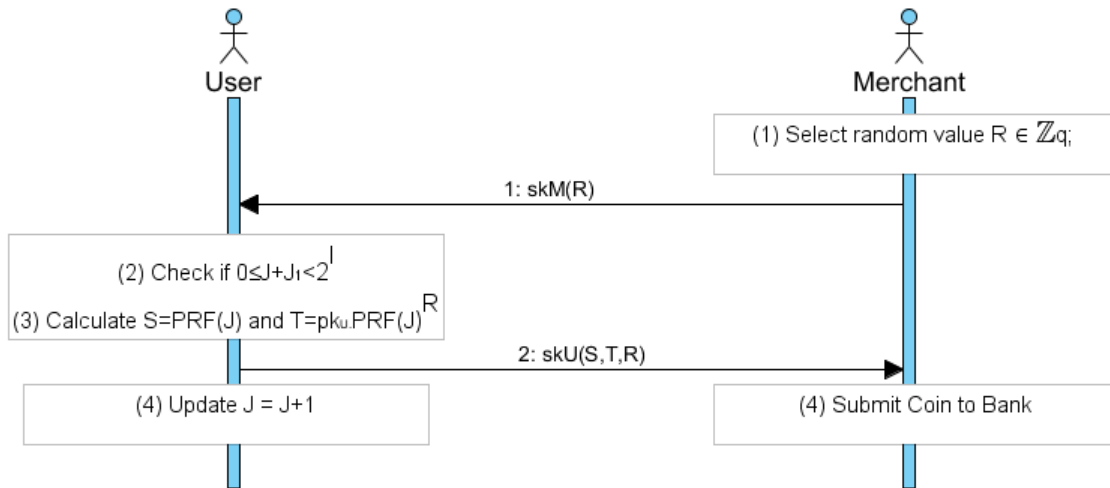 User
Merchant
(1) Select random value R ∈ ℤq;
1: skM(R)
(2) Check if 0≤J+J₁<2^l
(3) Calculate S=PRF(J) and T=pkᵤ.PRF(J)^R
2: skU(S,T,R)
(4) Update J = J+1
(4) Submit Coin to Bank